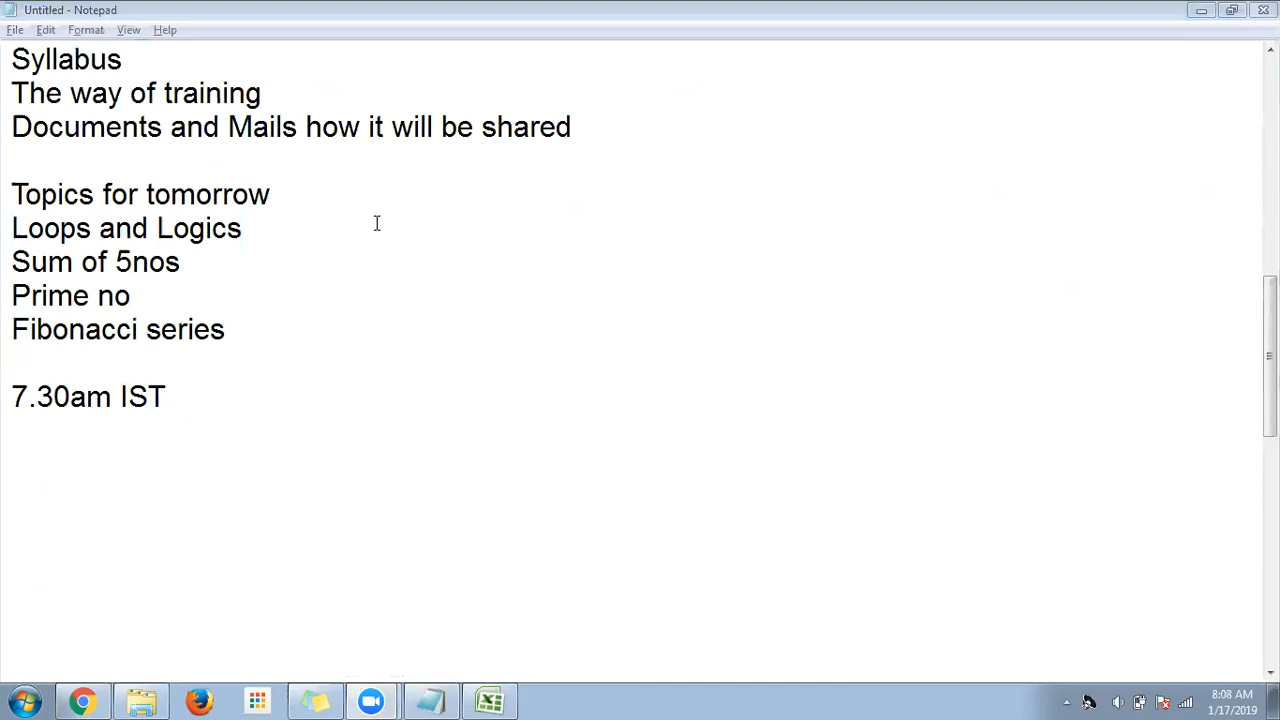 Untitled - Notepad
File Edit Format View Help
Syllabus
The way of training
Documents and Mails how it will be shared
Topics for tomorrow
Loops and Logics
Sum of 5nos
Prime no
Fibonacci series
7.30am IST
8:08 AM
1/17/2019